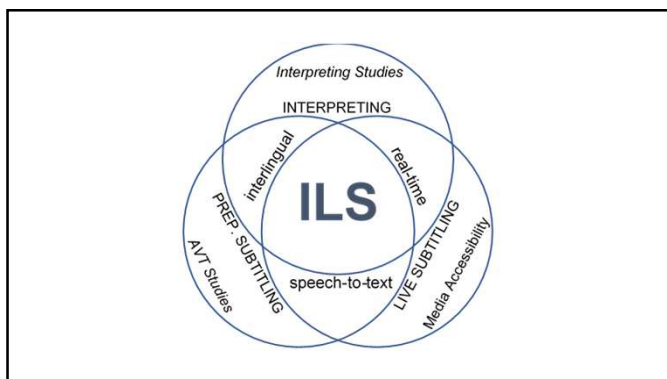 Interpreting Studies
INTERPRETING
interlingual
real-time
ILS
PREP. SUBTITLING
LIVE SUBTITLING
AVT Studies
Media Accessibility
speech-to-text